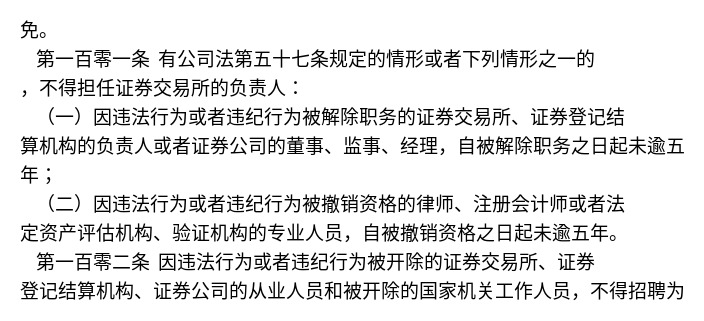 免。
第一百零一条 有公司法第五十七条规定的情形或者下列情形之一的
，不得担任证券交易所的负责人：
（一）因违法行为或者违纪行为被解除职务的证券交易所、证券登记结
算机构的负责人或者证券公司的董事、监事、经理，自被解除职务之日起未逾五
年；
（二）因违法行为或者违纪行为被撤销资格的律师、注册会计师或者法
定资产评估机构、验证机构的专业人员，自被撤销资格之日起未逾五年。
第一百零二条 因违法行为或者违纪行为被开除的证券交易所、证券
登记结算机构、证券公司的从业人员和被开除的国家机关工作人员，不得招聘为